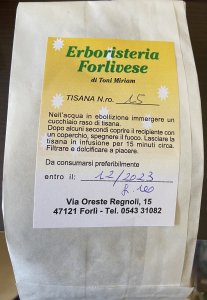 Erboristeria
Forlivese
di Toni Miriam
TISANA N.ro. 15
Nell'acqua in ebollizione immergere un
cucchiaio raso di tisana.
Dopo alcuni secondi coprire il recipiente con
un coperchio, spegnere il fuoco. Lasciare la
tisana in infusione per 15 minuti circa.
Filtrare e dolcificare a piacere.
Da consumarsi preferibilmente
entro il: 12/2023
g. 100
Via Oreste Regnoli, 15
47121 Forlì - Tel. 0543 31082